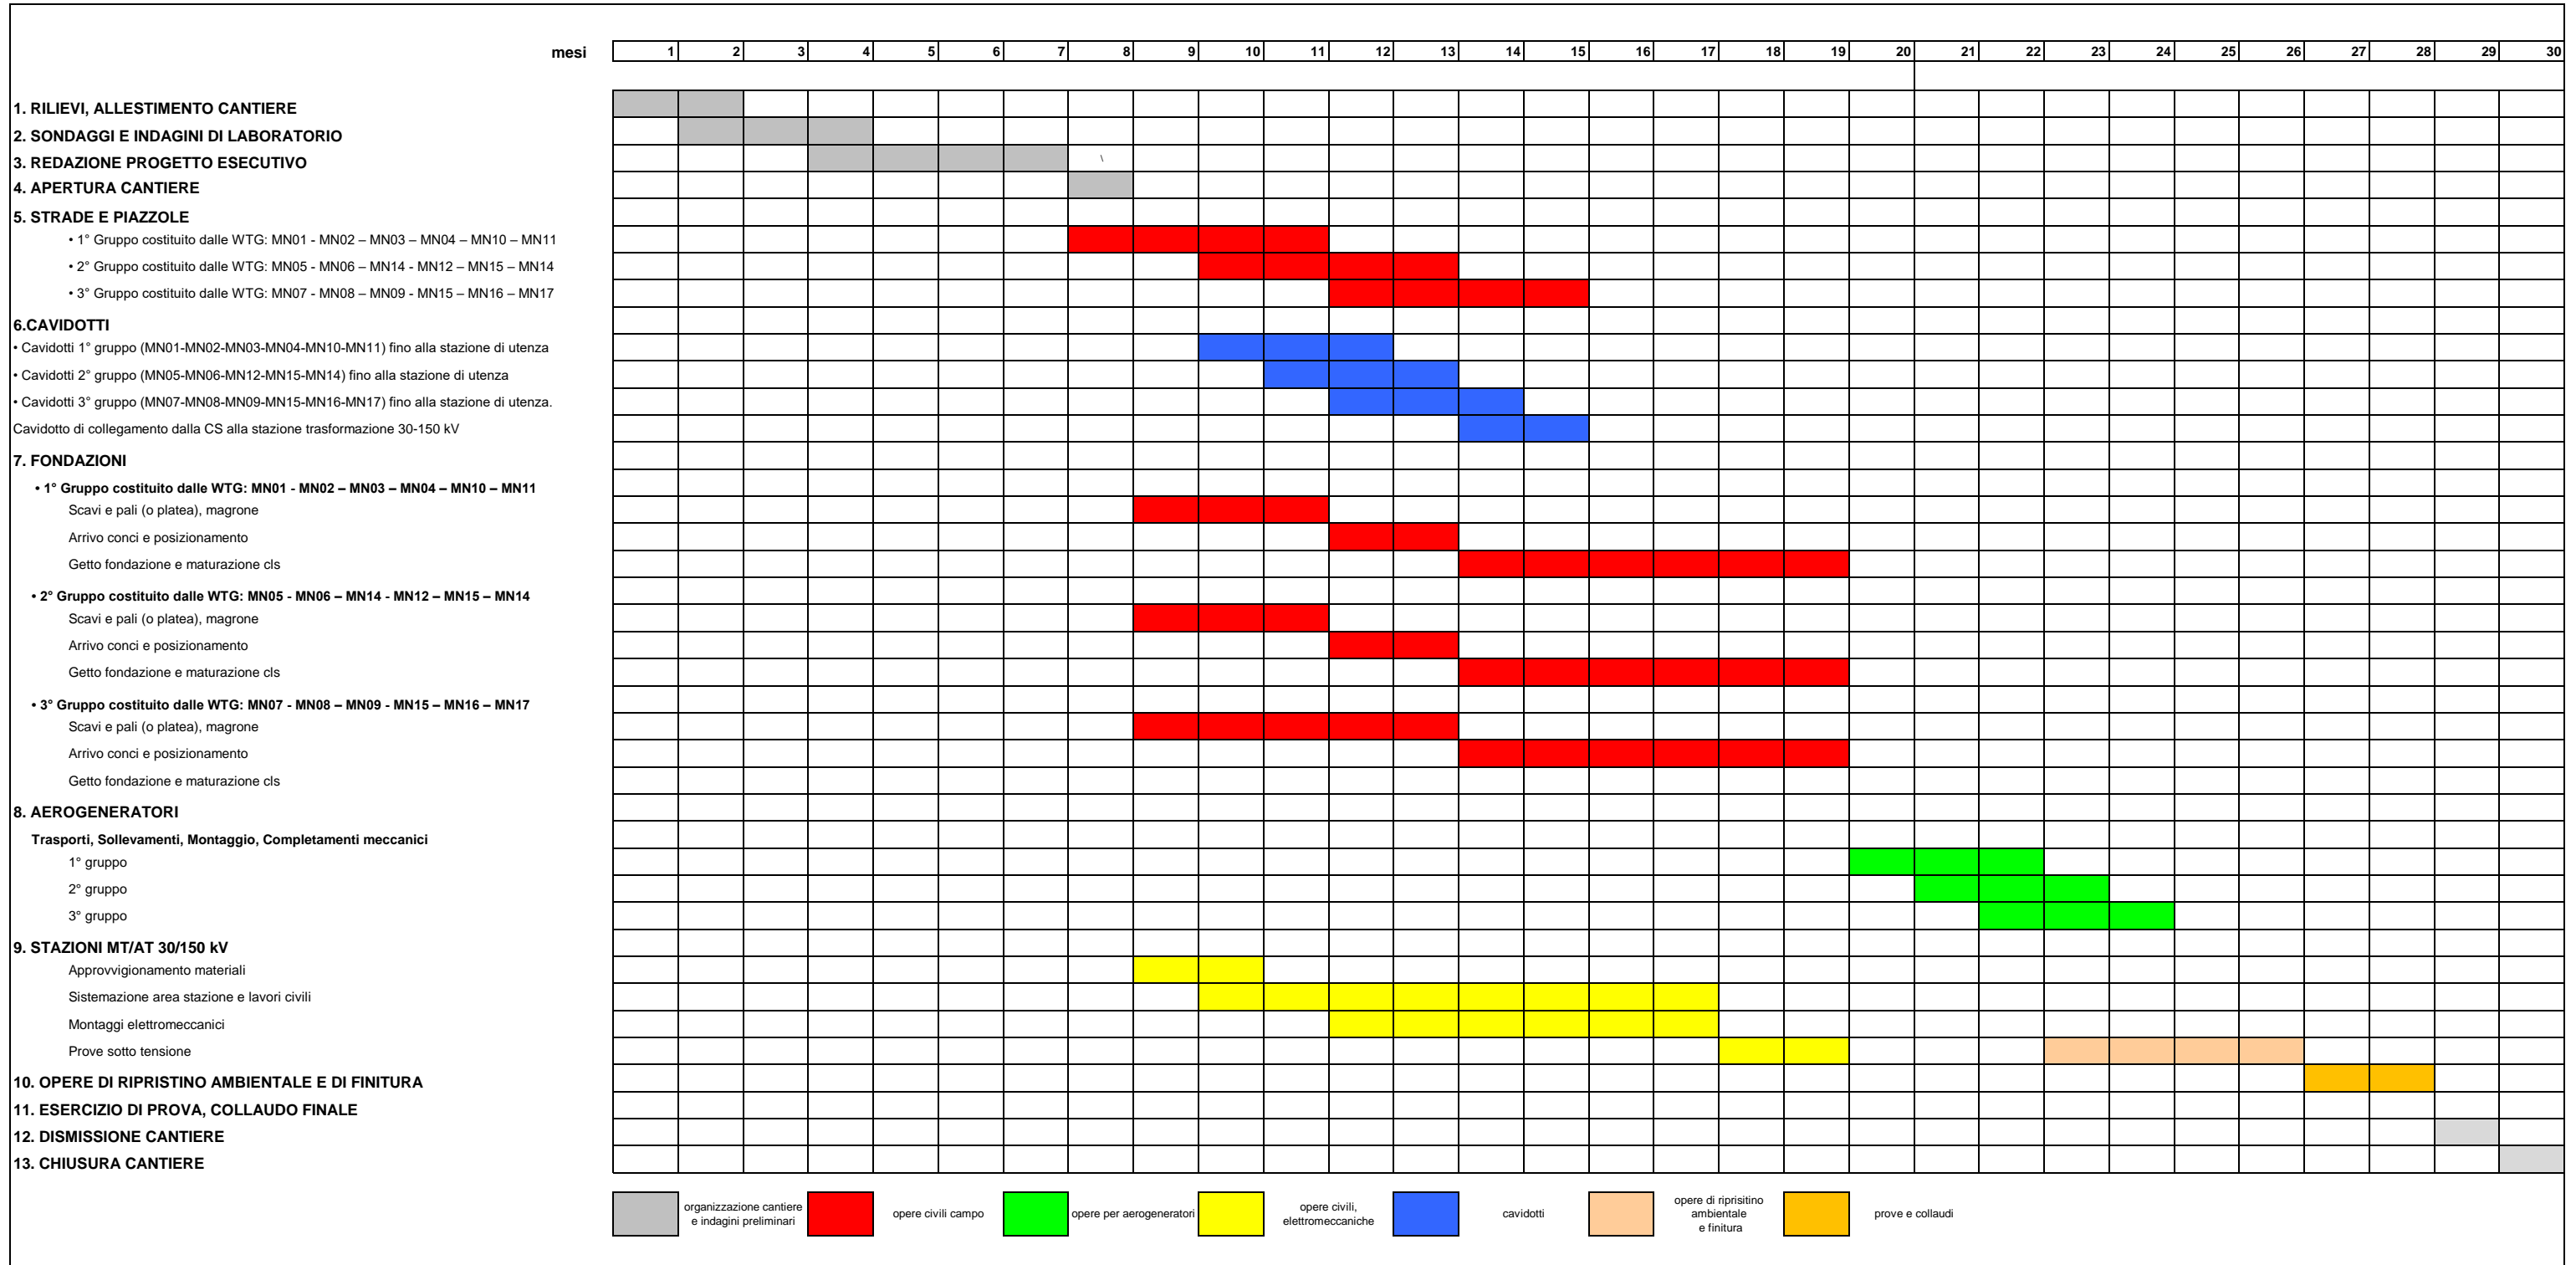 mesi 1 2 3 4 5 6 7 8 9 10 11 12 13 14 15 16 17 18 19 20 21 22 23 24 25 26 27 28 29 30
1. RILIEVI, ALLESTIMENTO CANTIERE
2. SONDAGGI E INDAGINI DI LABORATORIO
3. REDAZIONE PROGETTO ESECUTIVO \
4. APERTURA CANTIERE
5. STRADE E PIAZZOLE
• 1° Gruppo costituito dalle WTG: MN01 - MN02 – MN03 – MN04 – MN10 – MN11
• 2° Gruppo costituito dalle WTG: MN05 - MN06 – MN14 - MN12 – MN15 – MN14
• 3° Gruppo costituito dalle WTG: MN07 - MN08 – MN09 - MN15 – MN16 – MN17
6.CAVIDOTTI
• Cavidotti 1° gruppo (MN01-MN02-MN03-MN04-MN10-MN11) fino alla stazione di utenza
• Cavidotti 2° gruppo (MN05-MN06-MN12-MN15-MN14) fino alla stazione di utenza
• Cavidotti 3° gruppo (MN07-MN08-MN09-MN15-MN16-MN17) fino alla stazione di utenza.
Cavidotto di collegamento dalla CS alla stazione trasformazione 30-150 kV
7. FONDAZIONI
• 1° Gruppo costituito dalle WTG: MN01 - MN02 – MN03 – MN04 – MN10 – MN11
Scavi e pali (o platea), magrone
Arrivo conci e posizionamento
Getto fondazione e maturazione cls
• 2° Gruppo costituito dalle WTG: MN05 - MN06 – MN14 - MN12 – MN15 – MN14
Scavi e pali (o platea), magrone
Arrivo conci e posizionamento
Getto fondazione e maturazione cls
• 3° Gruppo costituito dalle WTG: MN07 - MN08 – MN09 - MN15 – MN16 – MN17
Scavi e pali (o platea), magrone
Arrivo conci e posizionamento
Getto fondazione e maturazione cls
8. AEROGENERATORI
Trasporti, Sollevamenti, Montaggio, Completamenti meccanici
1° gruppo
2° gruppo
3° gruppo
9. STAZIONI MT/AT 30/150 kV
Approvvigionamento materiali
Sistemazione area stazione e lavori civili
Montaggi elettromeccanici
Prove sotto tensione
10. OPERE DI RIPRISTINO AMBIENTALE E DI FINITURA
11. ESERCIZIO DI PROVA, COLLAUDO FINALE
12. DISMISSIONE CANTIERE
13. CHIUSURA CANTIERE
organizzazione cantiere
e indagini preliminari
opere civili campo
opere per aerogeneratori
opere civili,
elettromeccaniche
cavidotti
opere di riprisitino
ambientale
e finitura
prove e collaudi